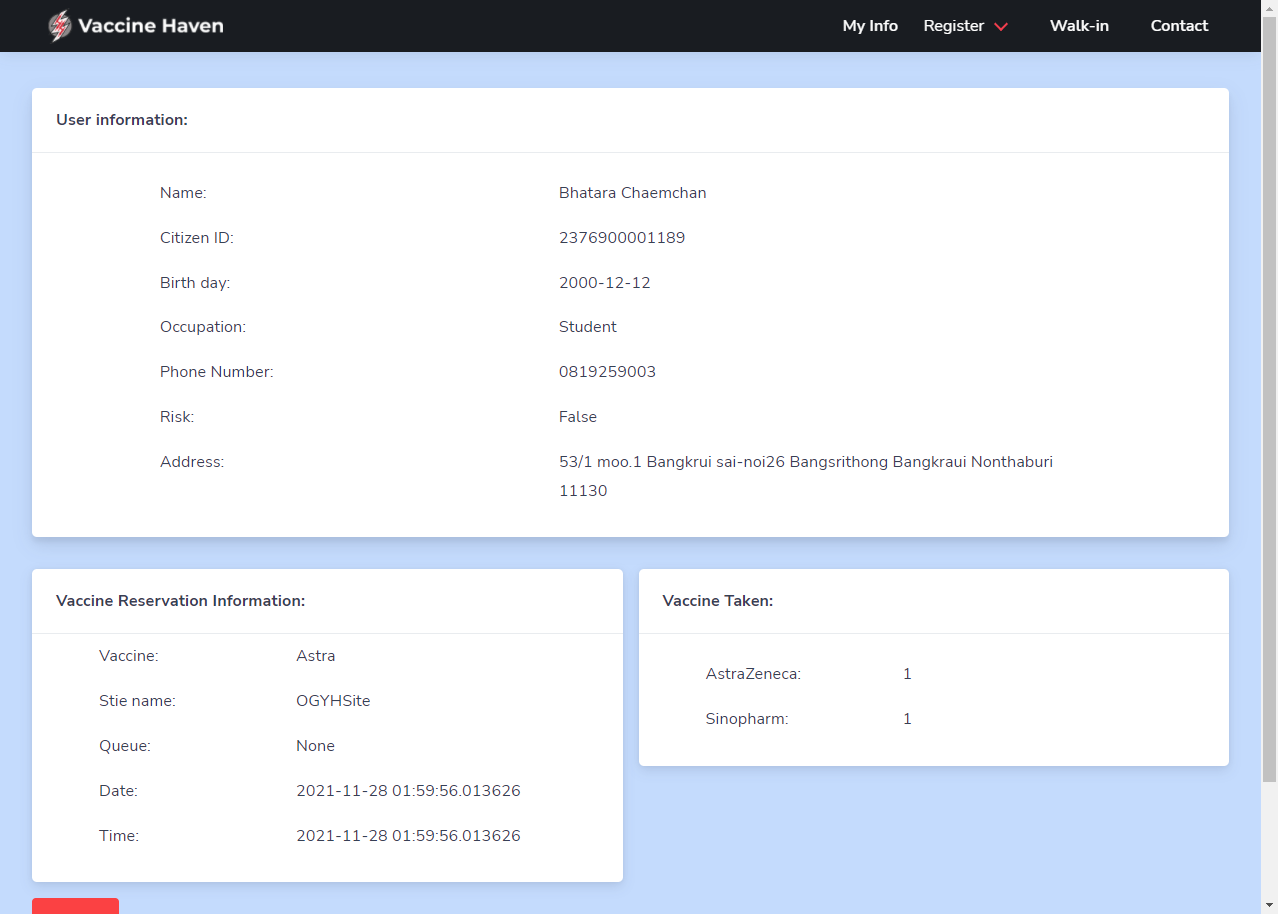 Vaccine Haven
My Info Register Walk-in Contact
User information:
Name: Bhatara Chaemchan
Citizen ID: 2376900001189
Birth day: 2000-12-12
Occupation: Student
Phone Number: 0819259003
Risk: False
Address: 53/1 moo.1 Bangkrui sai-noi26 Bangsrithong Bangkraui Nonthaburi
11130
Vaccine Reservation Information:
Vaccine: Astra
Stie name: OGYHSite
Queue: None
Date: 2021-11-28 01:59:56.013626
Time: 2021-11-28 01:59:56.013626
Vaccine Taken:
AstraZeneca: 1
Sinopharm: 1